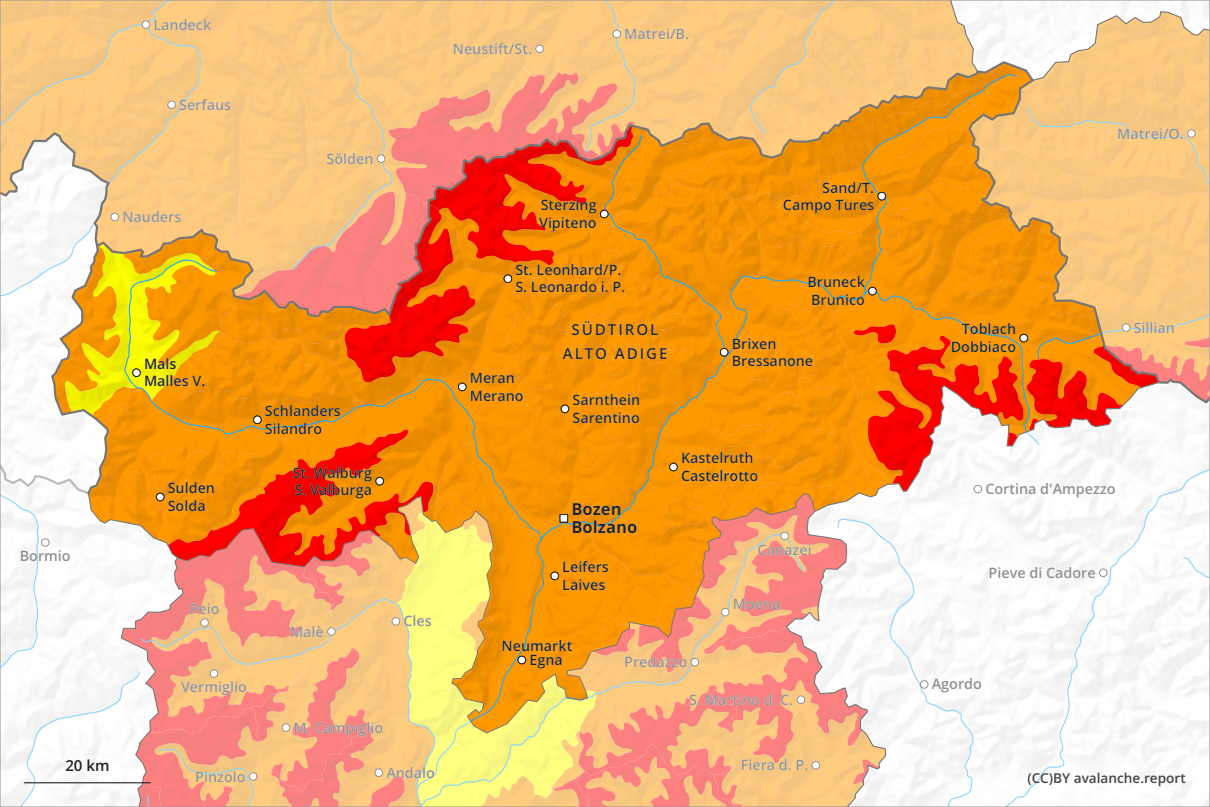 Landeck
Matrei/B.
Neustift/St.
Serfaus
Matrei/O.
Sölden
Sand/T.
Campo Tures
Sterzing
Vipiteno
Nauders
St. Leonhard/P.
S. Leonardo i. P.
Bruneck
Brunico
SÜDTIROL
ALTO ADIGE
Toblach
Dobbiaco
Sillian
Brixen
Bressanone
Mals
Malles V.
Meran
Merano
Schlanders
Silandro
Sarnthein
Sarentino
Kastelruth
Castelrotto
St. Walburg
S. Valburga
Sulden
Solda
Cortina d'Ampezzo
Bozen
Bolzano
Bormio
Canazei
Leifers
Laives
Pieve di Cadore
Peio
Moena
Cles
Malè
Neumarkt
Egna
Predazzo
Vermiglio
Agordo
S. Martino d. C.
M. Campiglio
Fiera d. P.
20 km
Pinzolo
Andalo
(CC)BY avalanche.report